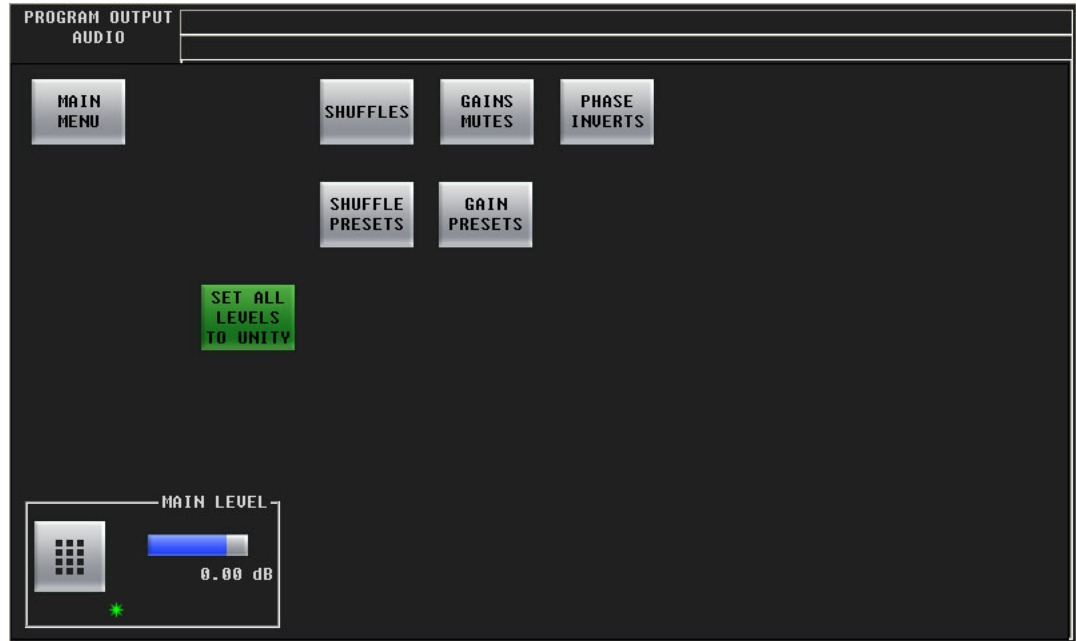 PROGRAM OUTPUT
AUDIO
MAIN
MENU
SHUFFLES
GAINS
MUTES
PHASE
INVERTS
SHUFFLE
PRESETS
GAIN
PRESETS
SET ALL
LEVELS
TO UNITY
MAIN LEVEL
0.00 dB